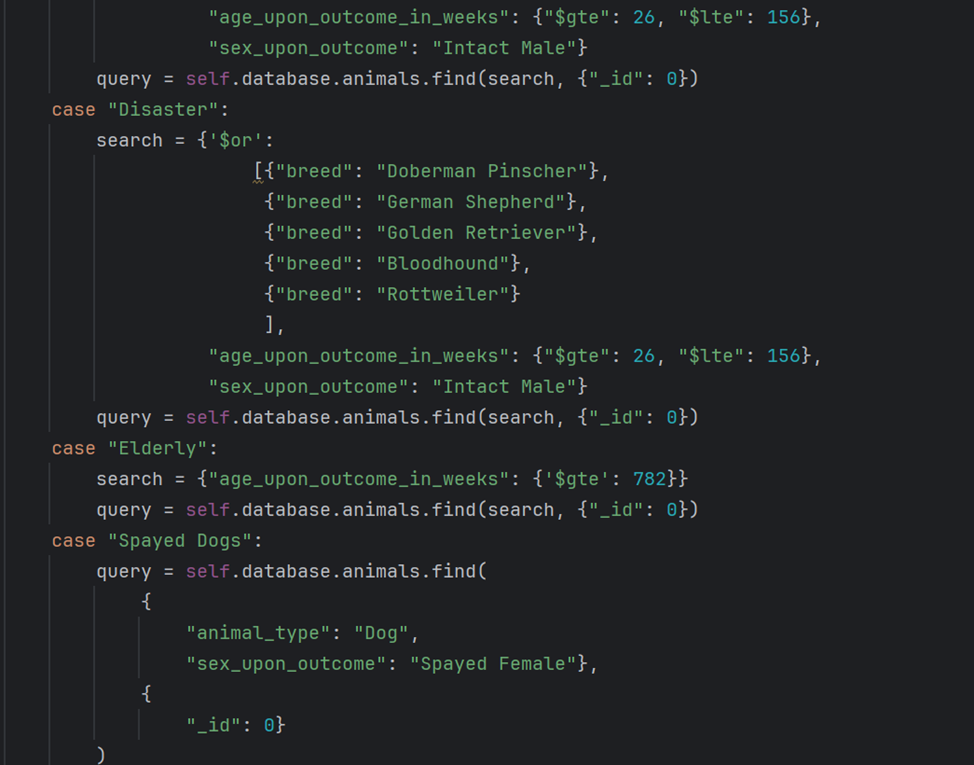 "age_upon_outcome_in_weeks": {"$gte": 26, "$lte": 156},
"sex_upon_outcome": "Intact Male"}
query = self.database.animals.find(search, {"_id": 0})
case "Disaster":
search = {'$or':
[{"breed": "Doberman Pinscher"},
{"breed": "German Shepherd"},
{"breed": "Golden Retriever"},
{"breed": "Bloodhound"},
{"breed": "Rottweiler"}
],
"age_upon_outcome_in_weeks": {"$gte": 26, "$lte": 156},
"sex_upon_outcome": "Intact Male"}
query = self.database.animals.find(search, {"_id": 0})
case "Elderly":
search = {"age_upon_outcome_in_weeks": {'$gte': 782}}
query = self.database.animals.find(search, {"_id": 0})
case "Spayed Dogs":
query = self.database.animals.find(
{
"animal_type": "Dog",
"sex_upon_outcome": "Spayed Female"},
{
"_id": 0}
)